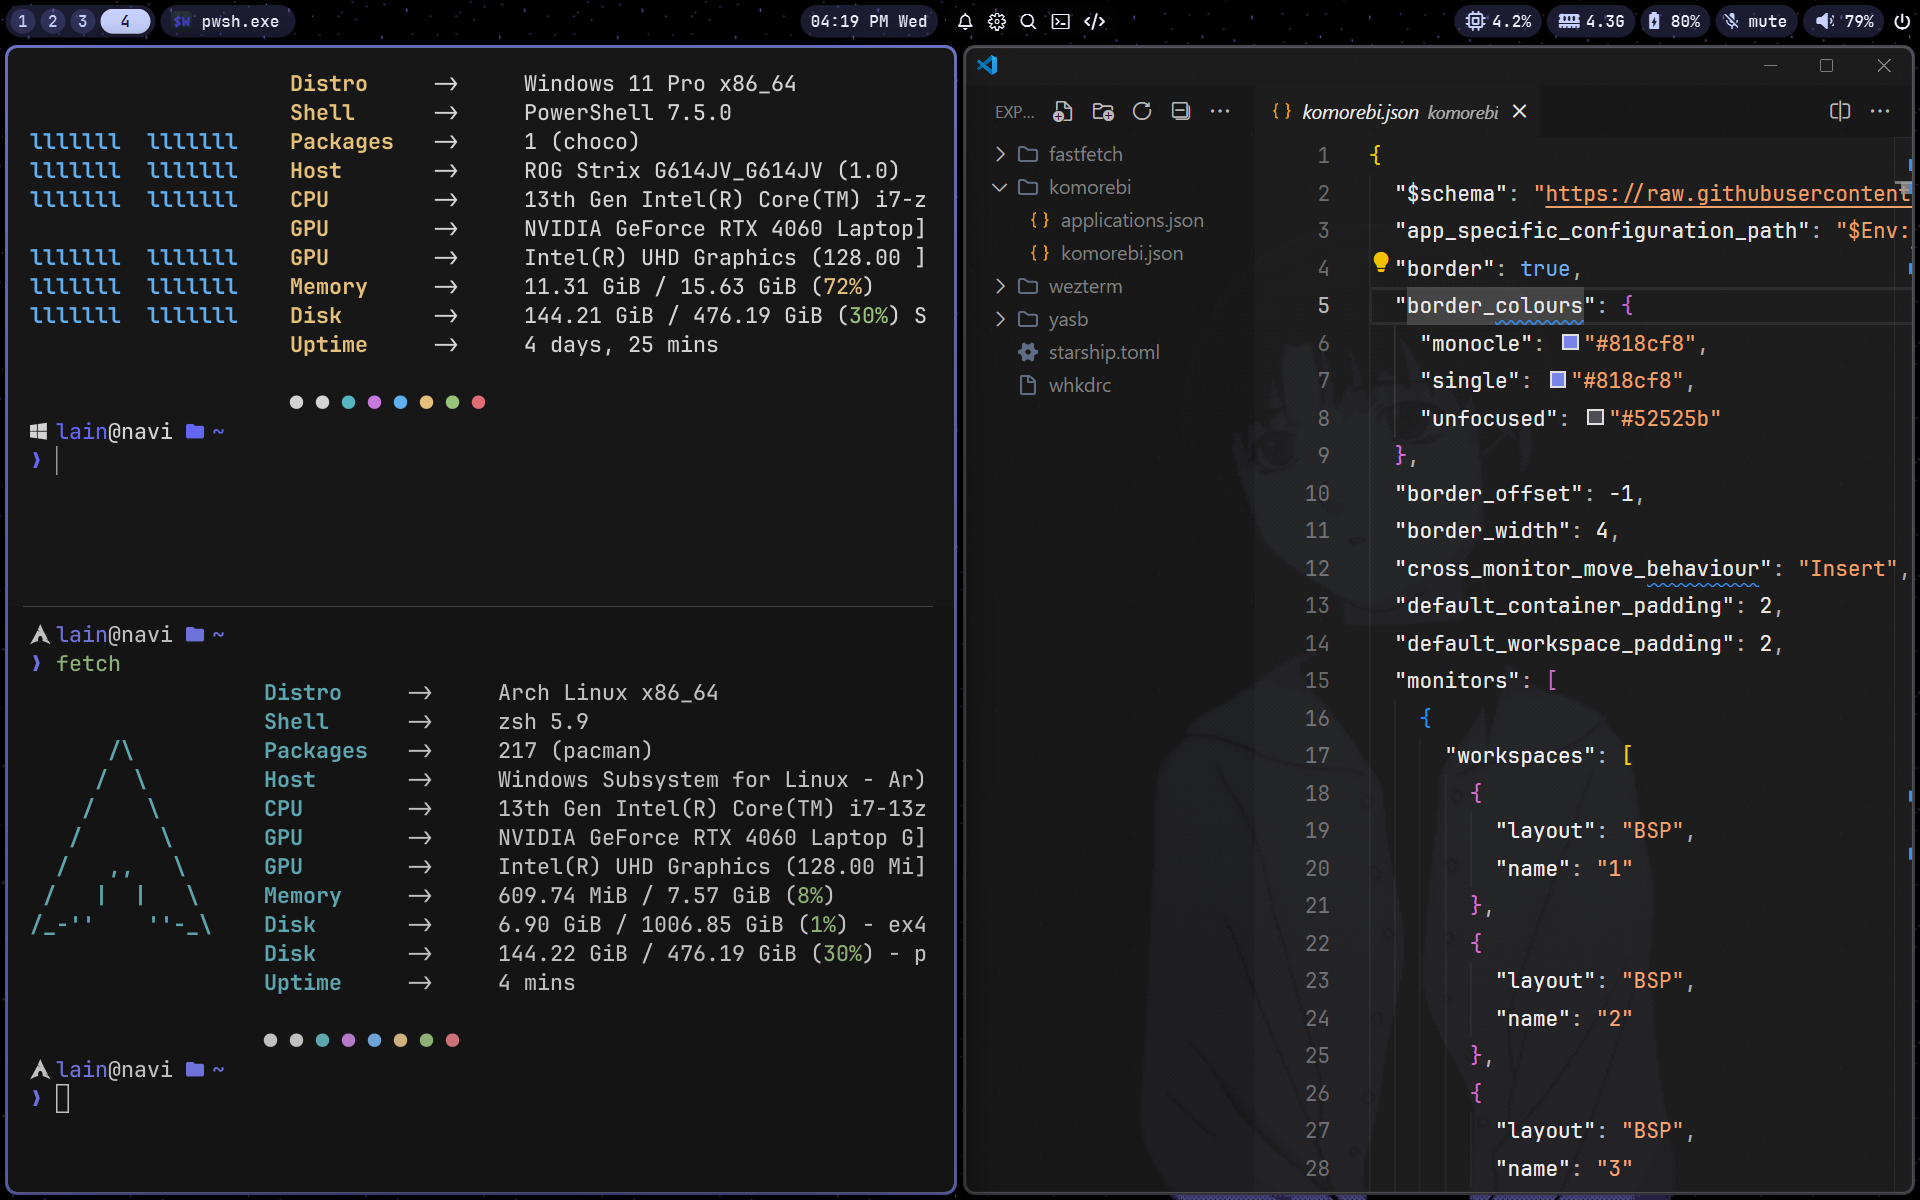 1 2 3 4 $W pwsh.exe
04:19 PM Wed </>
4.2% 4.3G 80% mute 79%
Distro → Windows 11 Pro x86_64
Shell → PowerShell 7.5.0
lllllll lllllll Packages → 1 (choco)
lllllll lllllll Host → ROG Strix G614JV_G614JV (1.0)
lllllll lllllll CPU → 13th Gen Intel(R) Core(TM) i7-z
GPU → NVIDIA GeForce RTX 4060 Laptop]
lllllll lllllll GPU → Intel(R) UHD Graphics (128.00 ]
lllllll lllllll Memory → 11.31 GiB / 15.63 GiB (72%)
lllllll lllllll Disk → 144.21 GiB / 476.19 GiB (30%) S
Uptime → 4 days, 25 mins
lain@navi ~
❯
lain@navi ~
❯ fetch
Distro → Arch Linux x86_64
Shell → zsh 5.9
/\ Packages → 217 (pacman)
/  \ Host → Windows Subsystem for Linux - Ar)
/    \ CPU → 13th Gen Intel(R) Core(TM) i7-13z
/      \ GPU → NVIDIA GeForce RTX 4060 Laptop G]
/   ,,   \ GPU → Intel(R) UHD Graphics (128.00 Mi]
/   |  |   \ Memory → 609.74 MiB / 7.57 GiB (8%)
/_-''    ''-_\ Disk → 6.90 GiB / 1006.85 GiB (1%) - ex4
Disk → 144.22 GiB / 476.19 GiB (30%) - p
Uptime → 4 mins
lain@navi ~
❯
EXP... ...
fastfetch
komorebi
{} applications.json
{} komorebi.json
wezterm
yasb
starship.toml
whkdrc
{} komorebi.json komorebi ...
1 {
2 "$schema": "https://raw.githubusercontent
3 "app_specific_configuration_path": "$Env:
4 "border": true,
5 "border_colours": {
6 "monocle": "#818cf8",
7 "single": "#818cf8",
8 "unfocused": "#52525b"
9 },
10 "border_offset": -1,
11 "border_width": 4,
12 "cross_monitor_move_behaviour": "Insert",
13 "default_container_padding": 2,
14 "default_workspace_padding": 2,
15 "monitors": [
16 {
17 "workspaces": [
18 {
19 "layout": "BSP",
20 "name": "1"
21 },
22 {
23 "layout": "BSP",
24 "name": "2"
25 },
26 {
27 "layout": "BSP",
28 "name": "3"